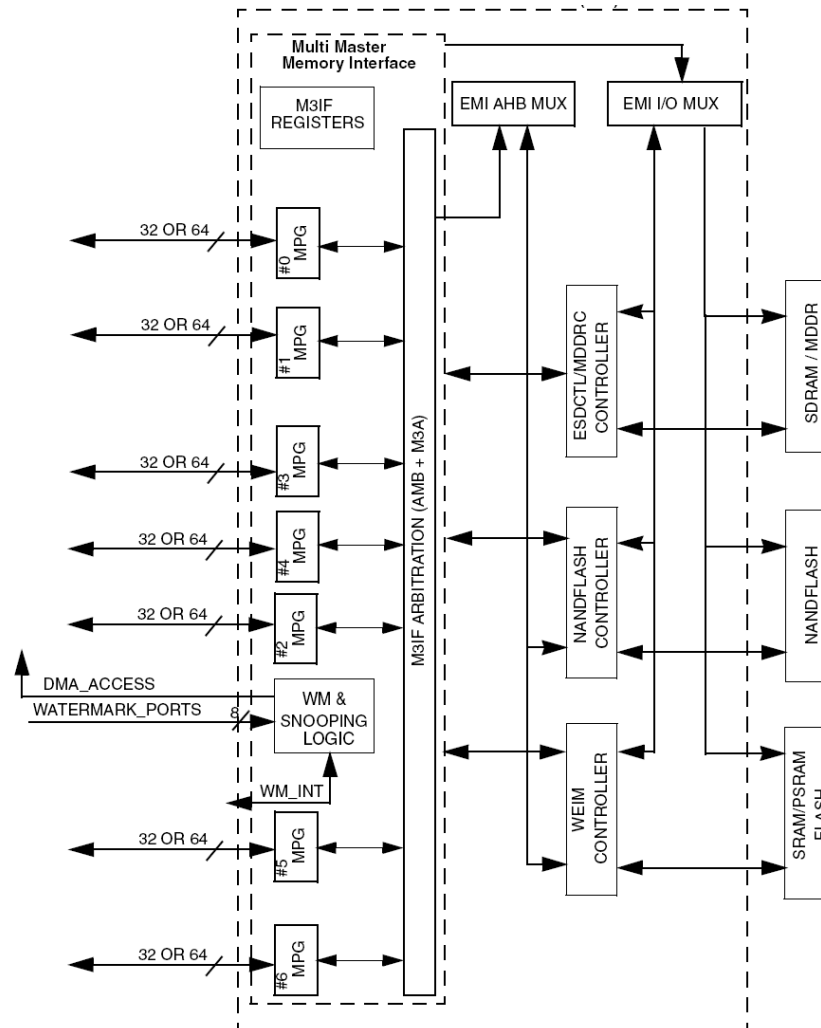 Multi Master
Memory Interface
M3IF
REGISTERS
EMI AHB MUX
EMI I/O MUX
32 OR 64
#0 MPG
32 OR 64
#1 MPG
32 OR 64
#3 MPG
32 OR 64
#4 MPG
32 OR 64
#2 MPG
DMA_ACCESS
WATERMARK_PORTS
8
WM &
SNOOPING
LOGIC
WM_INT
32 OR 64
#5 MPG
32 OR 64
#6 MPG
M3IF ARBITRATION (AMB + M3A)
ESDCTL/MDDRC
CONTROLLER
NANDFLASH
CONTROLLER
WEIM
CONTROLLER
SDRAM / MDDR
NANDFLASH
SRAM/PSRAM
FLASH